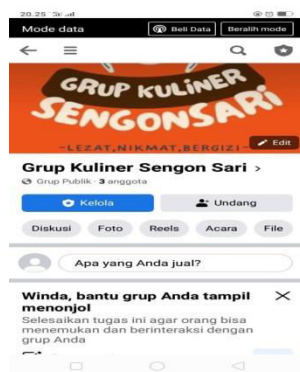 20.25
Mode data
Beli Data
Beralih mode
GRUP KULINER
SENGONSARI
-LEZAT,NIKMAT,BERGIZI-
Edit
Grup Kuliner Sengon Sari >
Grup Publik · 3 anggota
Kelola
Undang
Diskusi
Foto
Reels
Acara
File
Apa yang Anda jual?
Winda, bantu grup Anda tampil
menonjol
Selesaikan tugas ini agar orang bisa
menemukan dan berinteraksi dengan
grup Anda